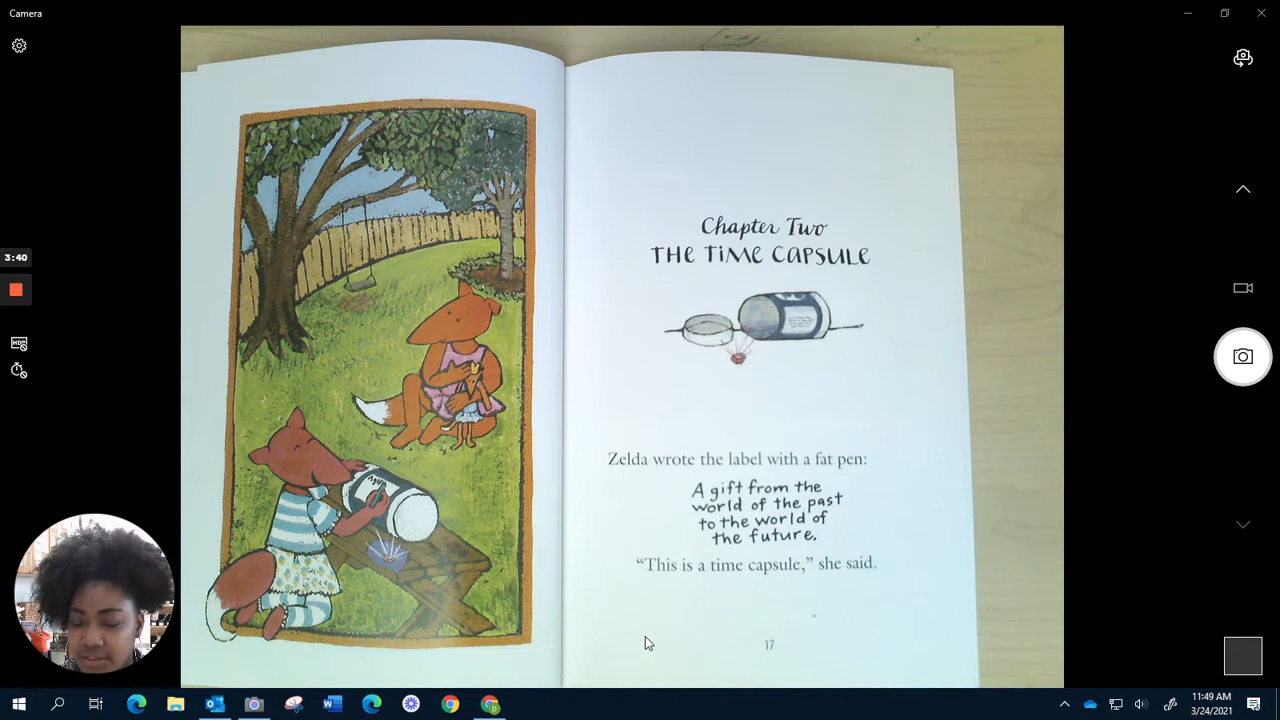 Camera
3:40
Chapter Two
THE TIME CAPSULE
Zelda wrote the label with a fat pen:
A gift from the
world of the past
to the world of
the future.
“This is a time capsule,” she said.
17
11:49 AM
3/24/2021